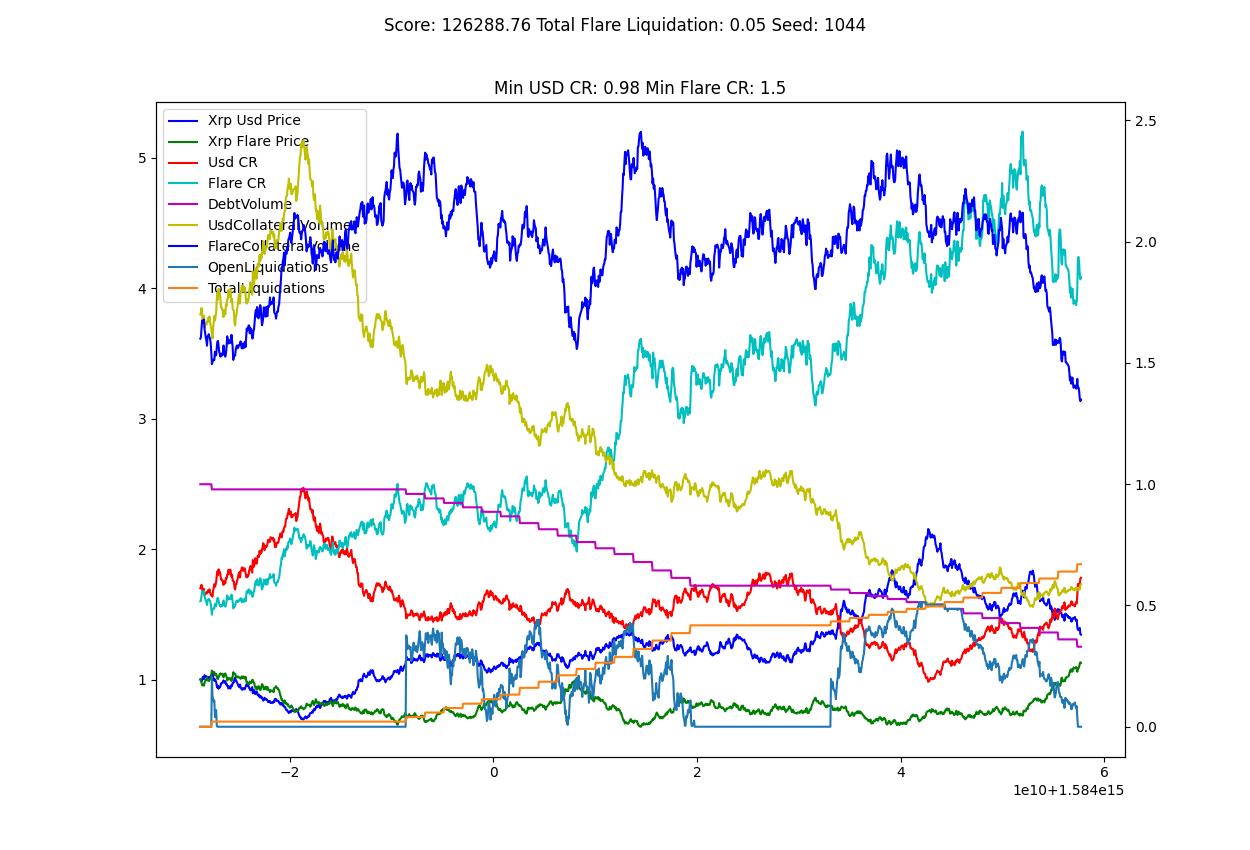 Score: 126288.76 Total Flare Liquidation: 0.05 Seed: 1044
Min USD CR: 0.98 Min Flare CR: 1.5
Xrp Usd Price
Xrp Flare Price
Usd CR
Flare CR
DebtVolume
UsdCollateralVolume
FlareCollateralVolume
OpenLiquidations
TotalLiquidations
5
4
3
2
1
2.5
2.0
1.5
1.0
0.5
0.0
−2
0
2
4
6
1e10+1.584e15